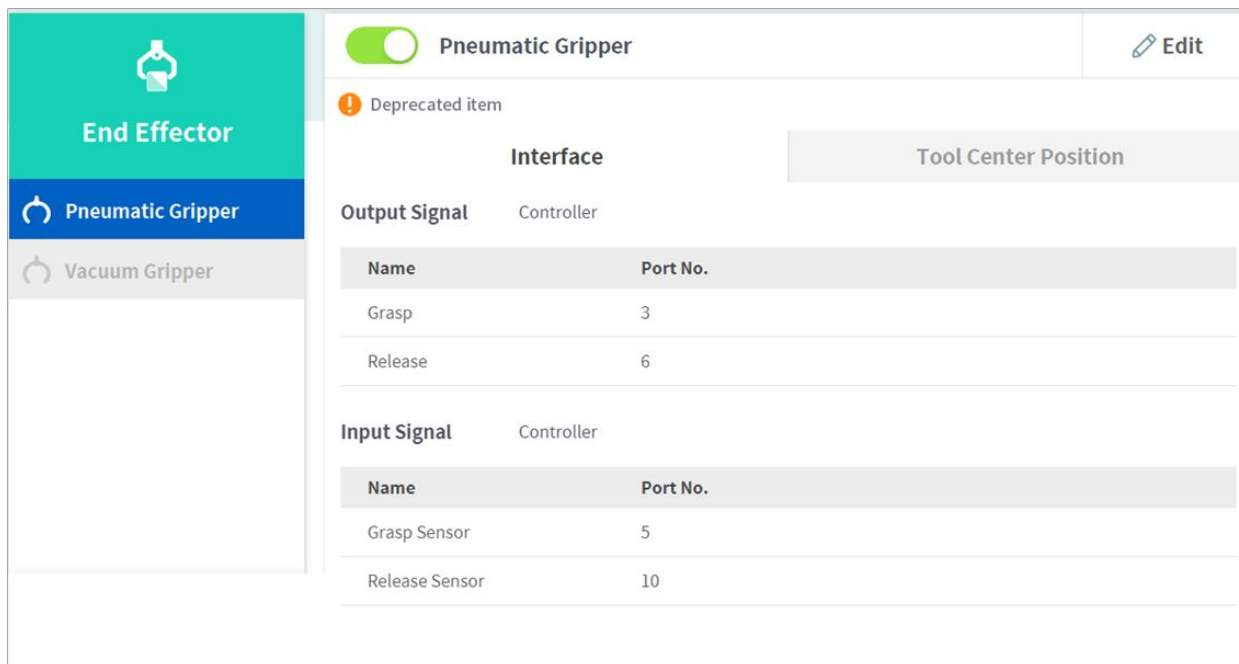 End Effector
Pneumatic Gripper
Vacuum Gripper
Pneumatic Gripper
Edit
Deprecated item
Interface Tool Center Position
Output Signal Controller
Name Port No.
Grasp 3
Release 6
Input Signal Controller
Name Port No.
Grasp Sensor 5
Release Sensor 10